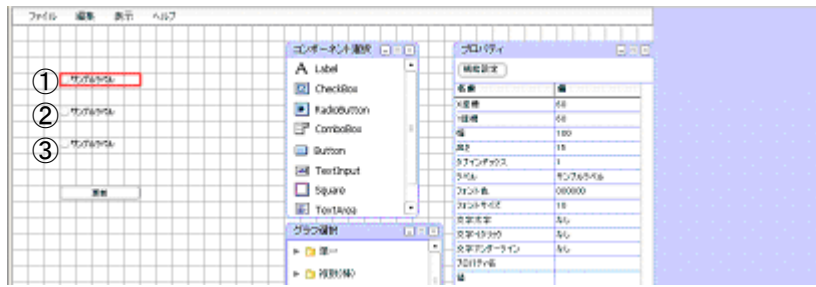 ファイル 編集 表示 ヘルプ
コンポーネント選択
Label
CheckBox
RadioButton
ComboBox
Button
TextInput
Square
TextArea
グラフ選択
プロパティ
名前 値
X座標 60
Y座標 60
幅 100
高さ 15
タブインデックス 1
ラベル サンプルラベル
フォント色 000000
フォントサイズ 10
文字太字 なし
文字イタリック なし
文字アンダーライン なし
プロパティ名
値
① サンプルラベル
② サンプルラベル
③ サンプルラベル